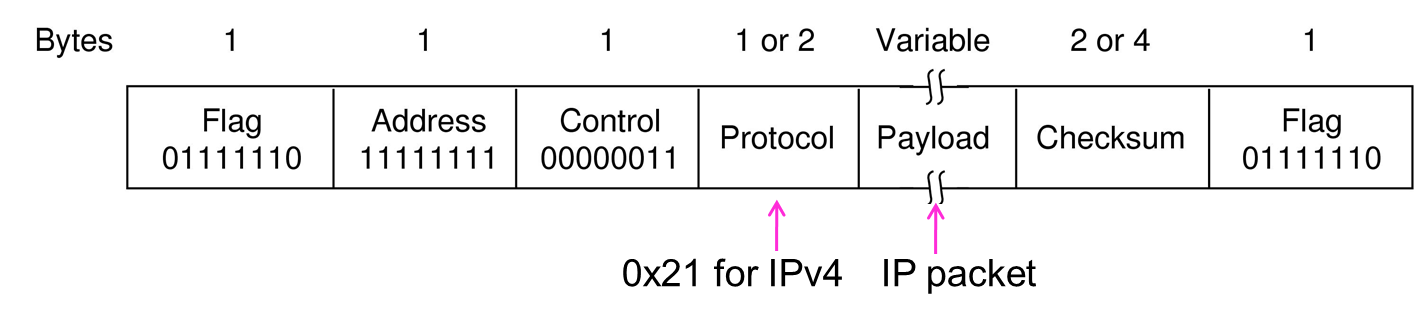 Bytes 1 1 1 1 or 2 Variable 2 or 4 1
Flag Address Control Protocol Payload Checksum Flag
01111110 11111111 00000011 01111110
0x21 for IPv4 IP packet